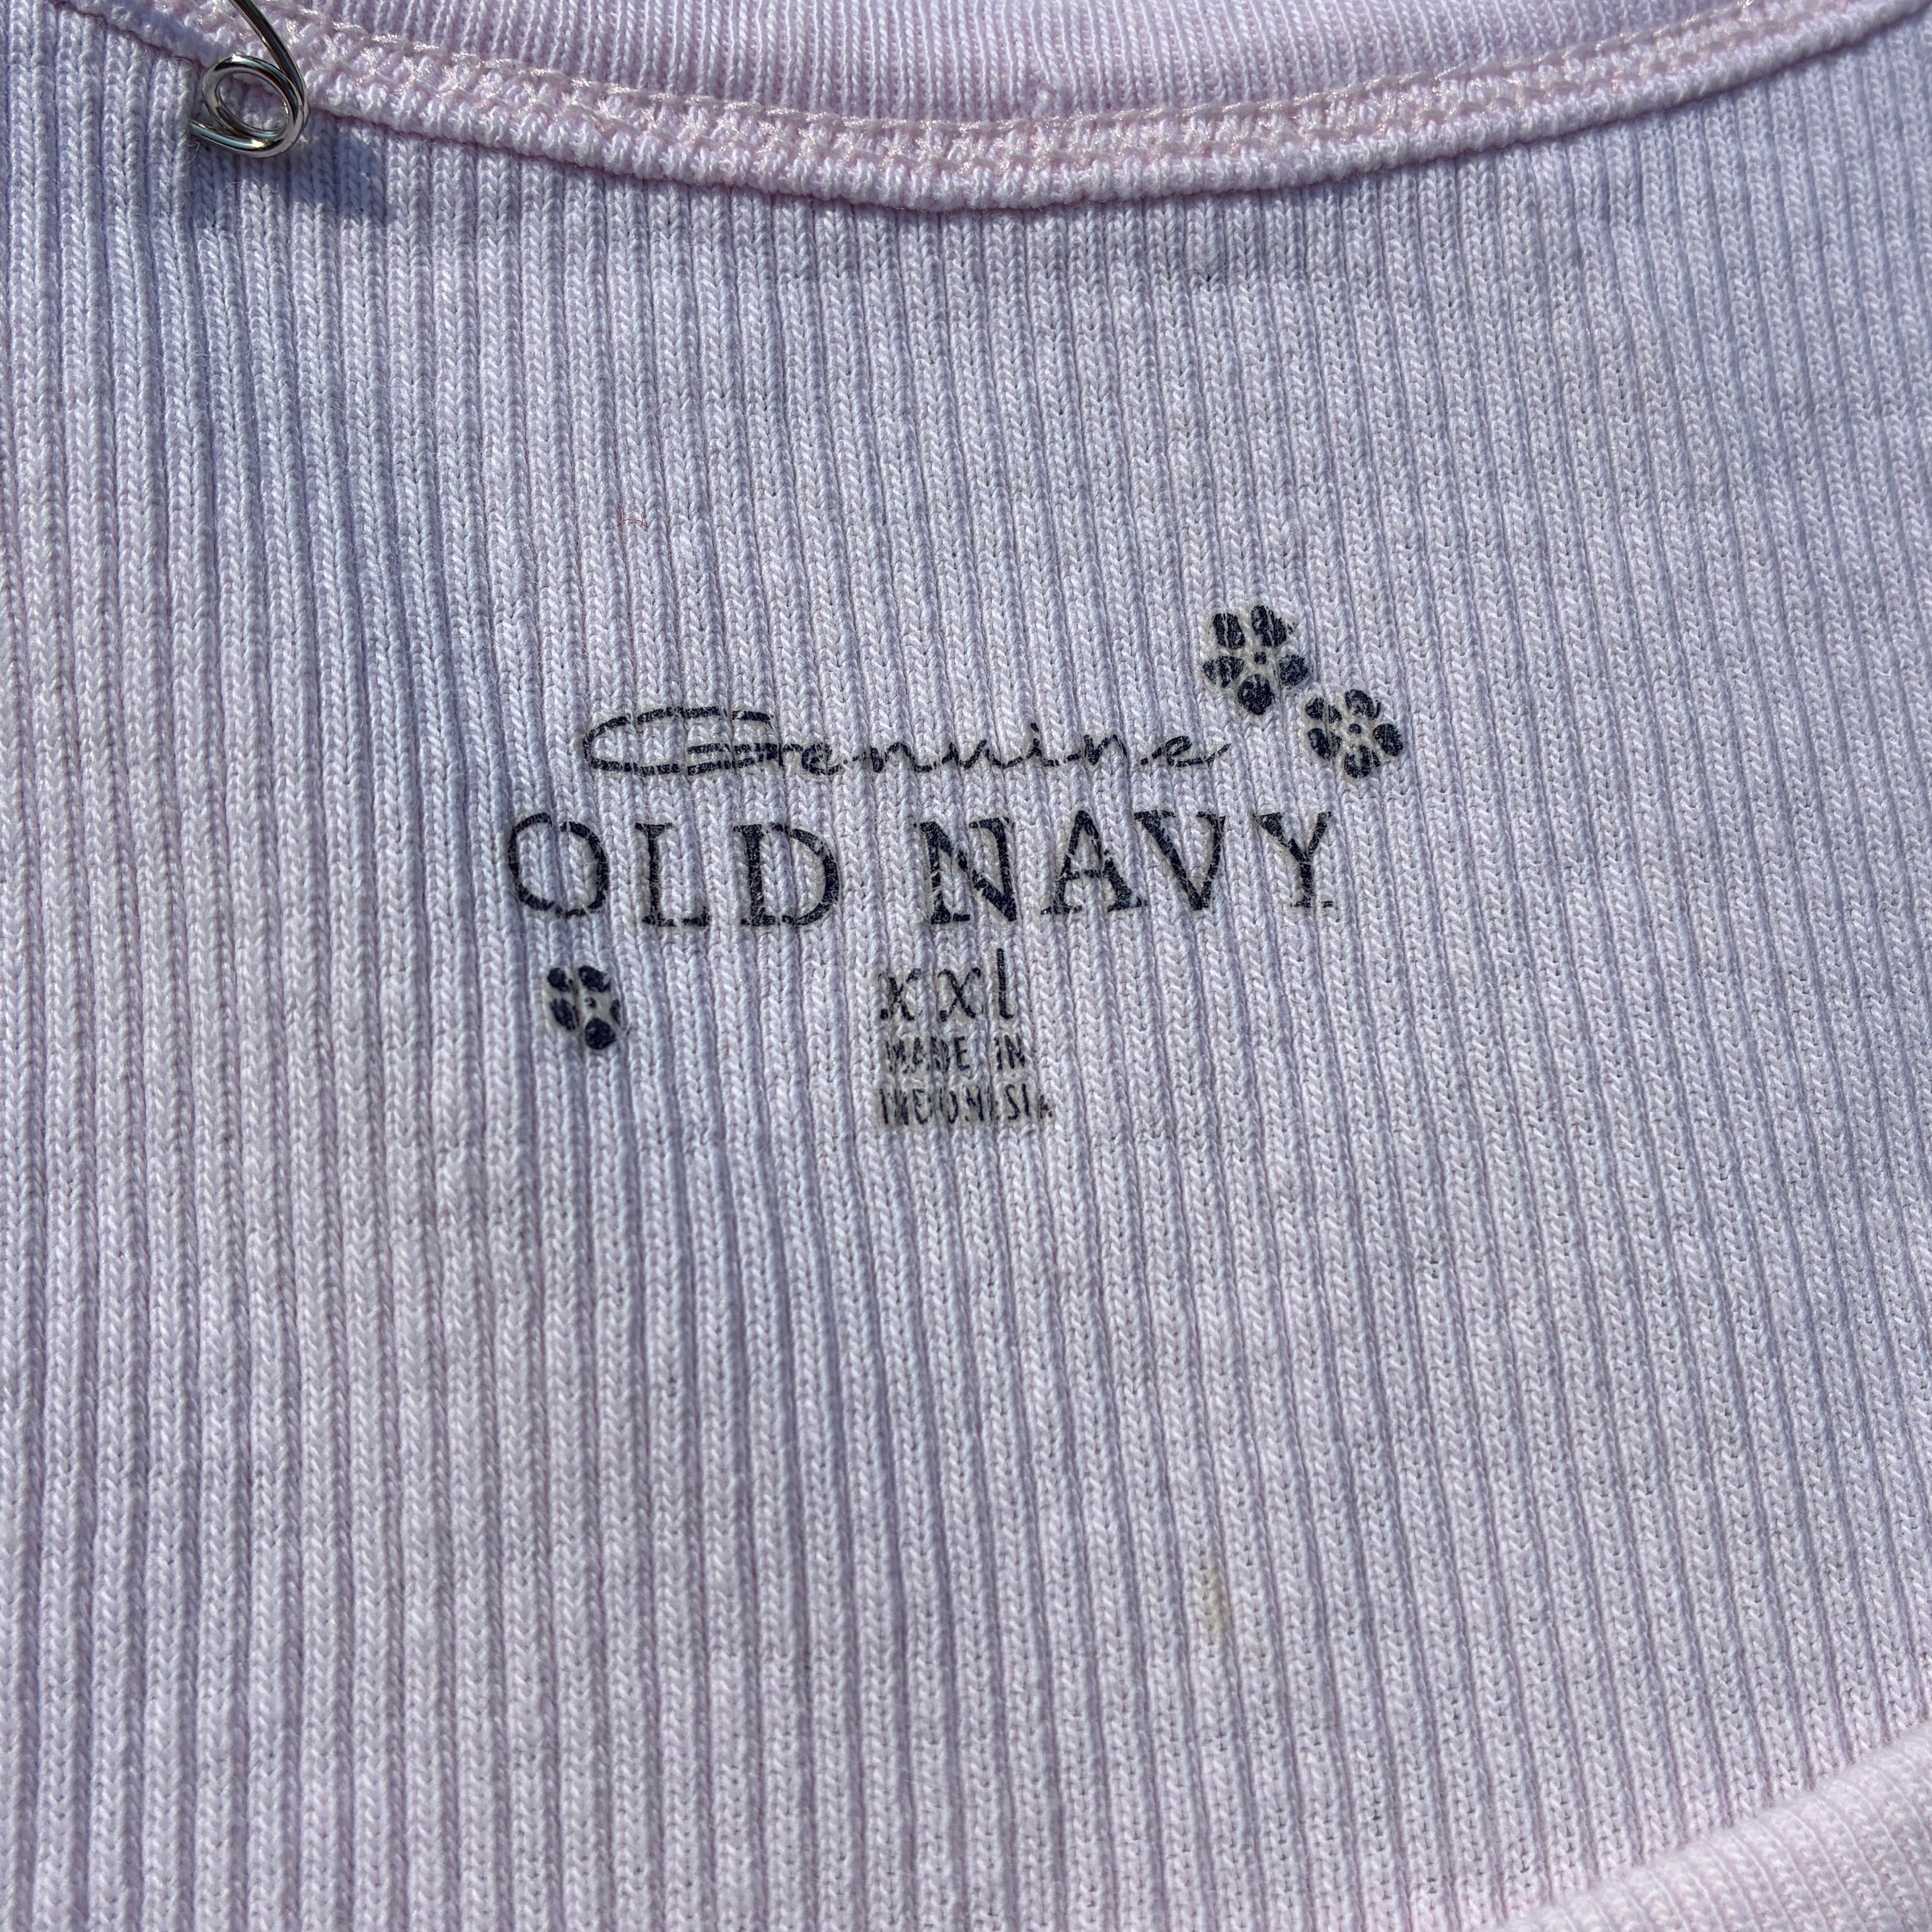 Genuine
OLD NAVY
xxl
MADE IN
INDONESIA